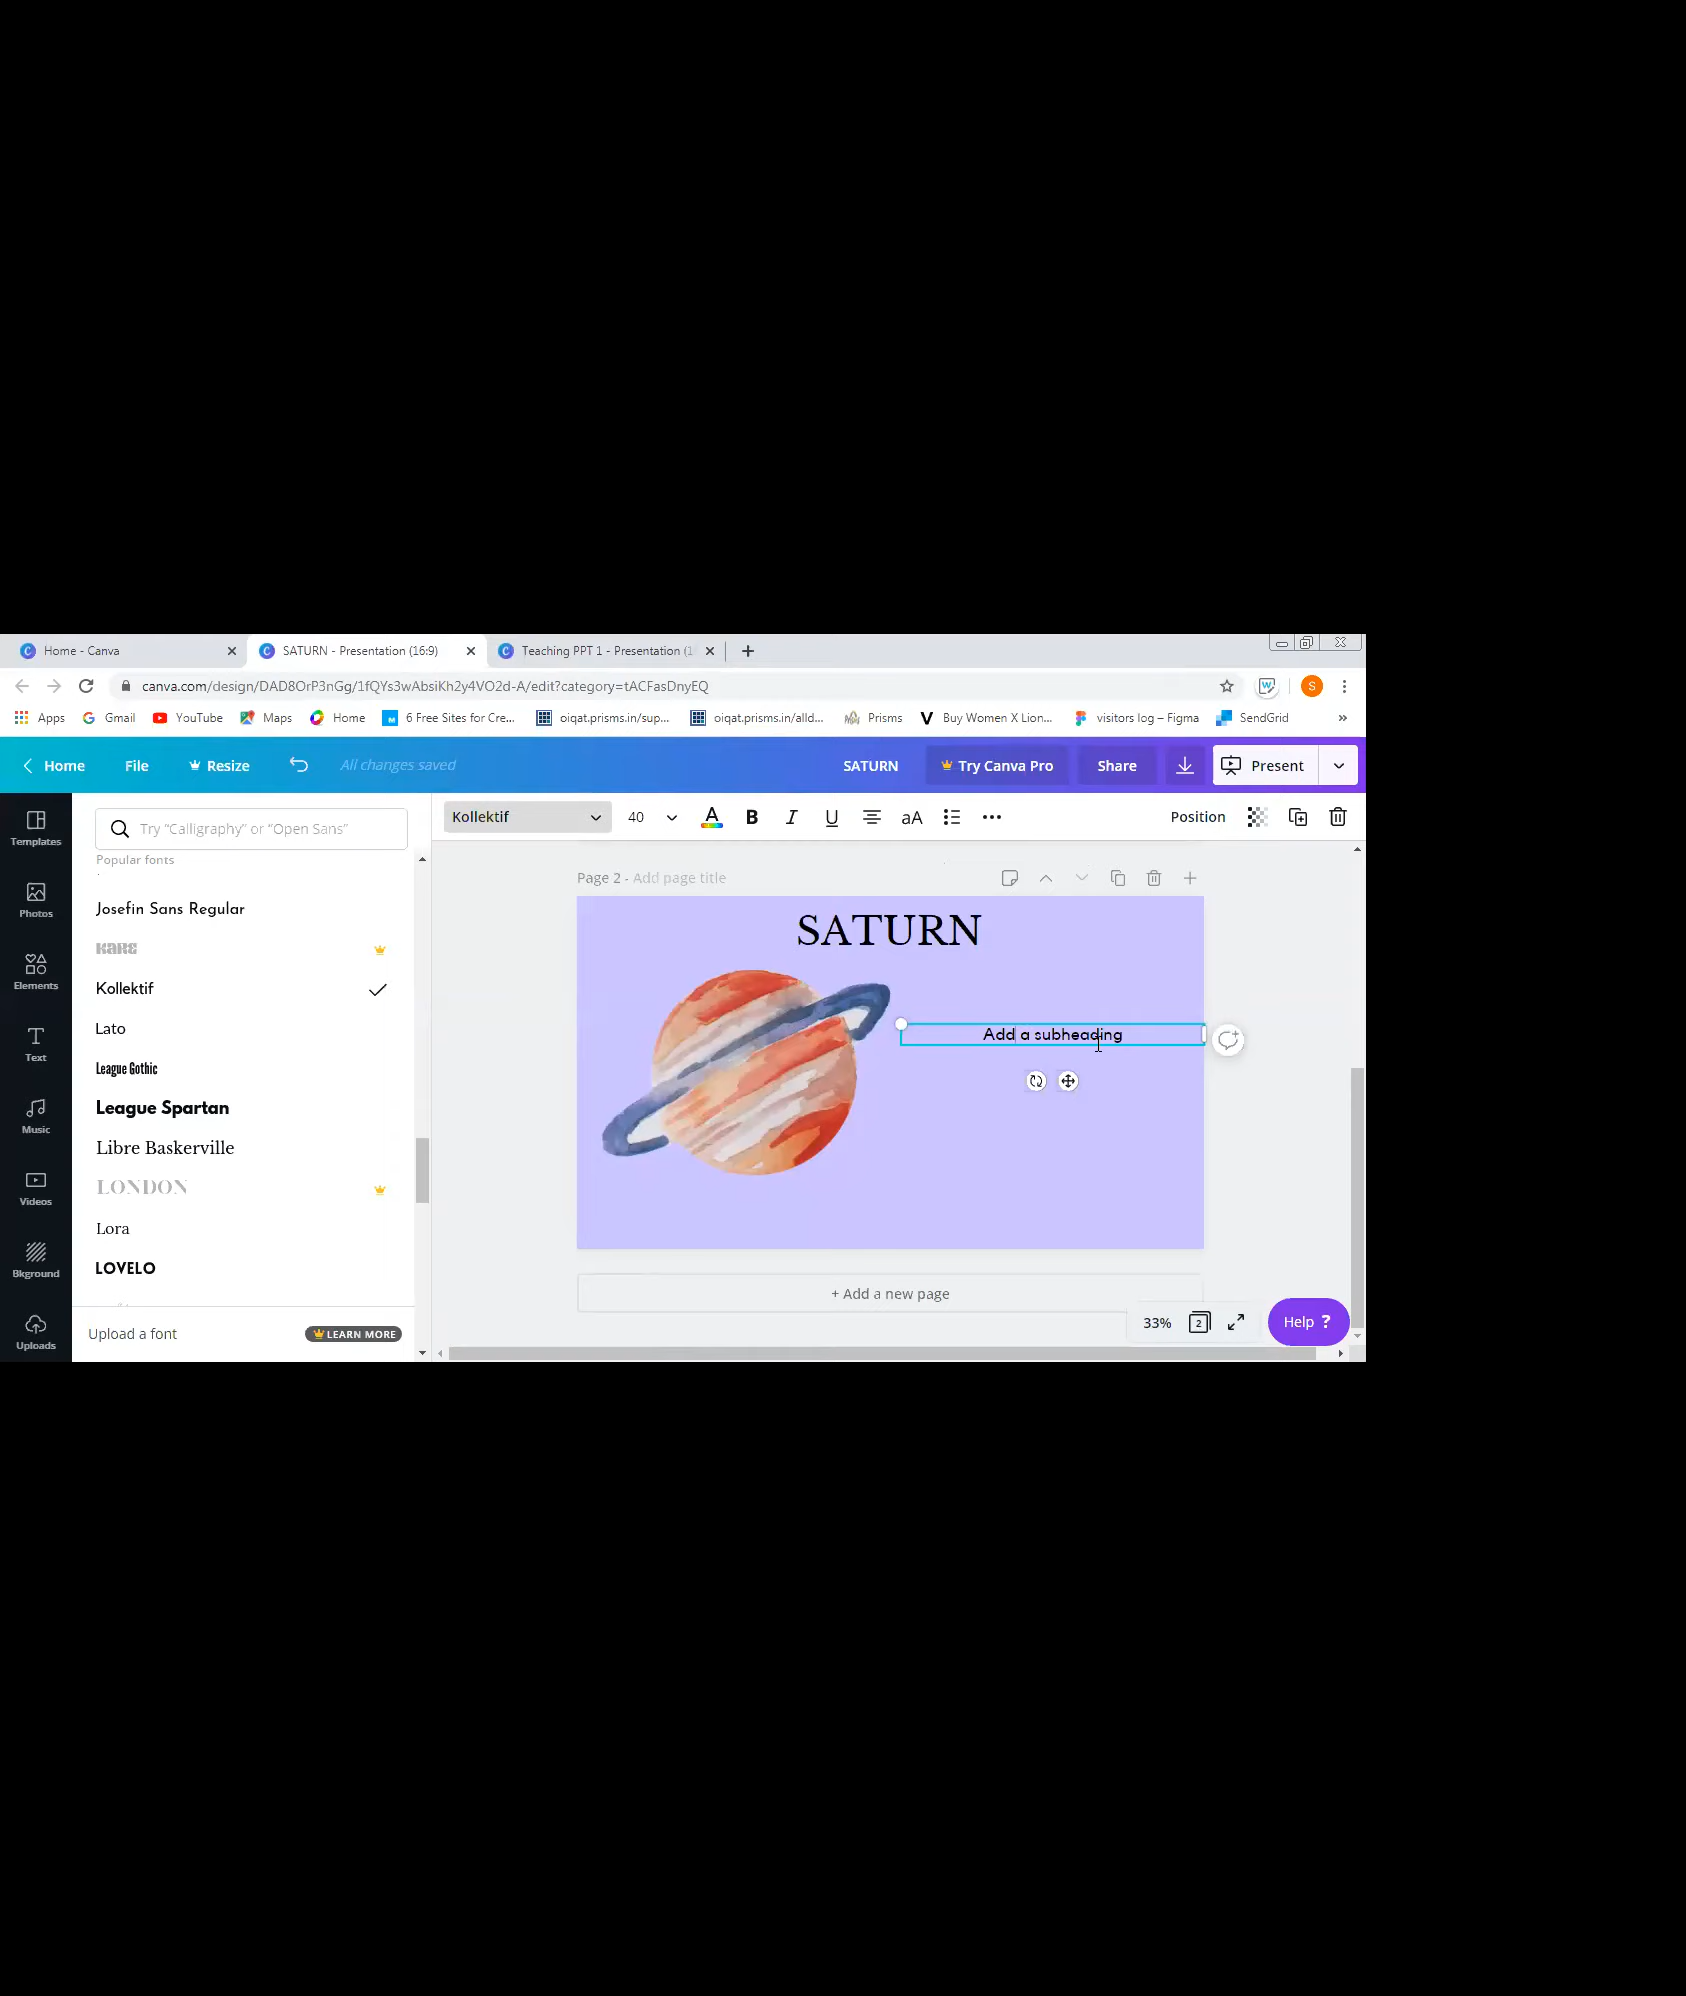 Home - Canva
SATURN - Presentation (16:9)
Teaching PPT 1 - Presentation (1
canva.com/design/DAD8OrP3nGg/1fQYs3wAbsiKh2y4VO2d-A/edit?category=tACFasDnyEQ
S
Apps
Gmail
YouTube
Maps
Home
6 Free Sites for Cre...
oiqat.prisms.in/sup...
oiqat.prisms.in/alld...
Prisms
Buy Women X Lion...
visitors log – Figma
SendGrid
»
Home
File
Resize
All changes saved
SATURN
Try Canva Pro
Share
Present
Templates
Photos
Elements
Text
Music
Videos
Bkground
Uploads
Try "Calligraphy" or "Open Sans"
Popular fonts
Josefin Sans Regular
KARE
Kollektif
Lato
League Gothic
League Spartan
Libre Baskerville
LONDON
Lora
LOVELO
Upload a font
LEARN MORE
Kollektif
40
A
B
I
U
aA
Position
Page 2 - Add page title
SATURN
Add a subheading
+ Add a new page
33%
2
Help ?